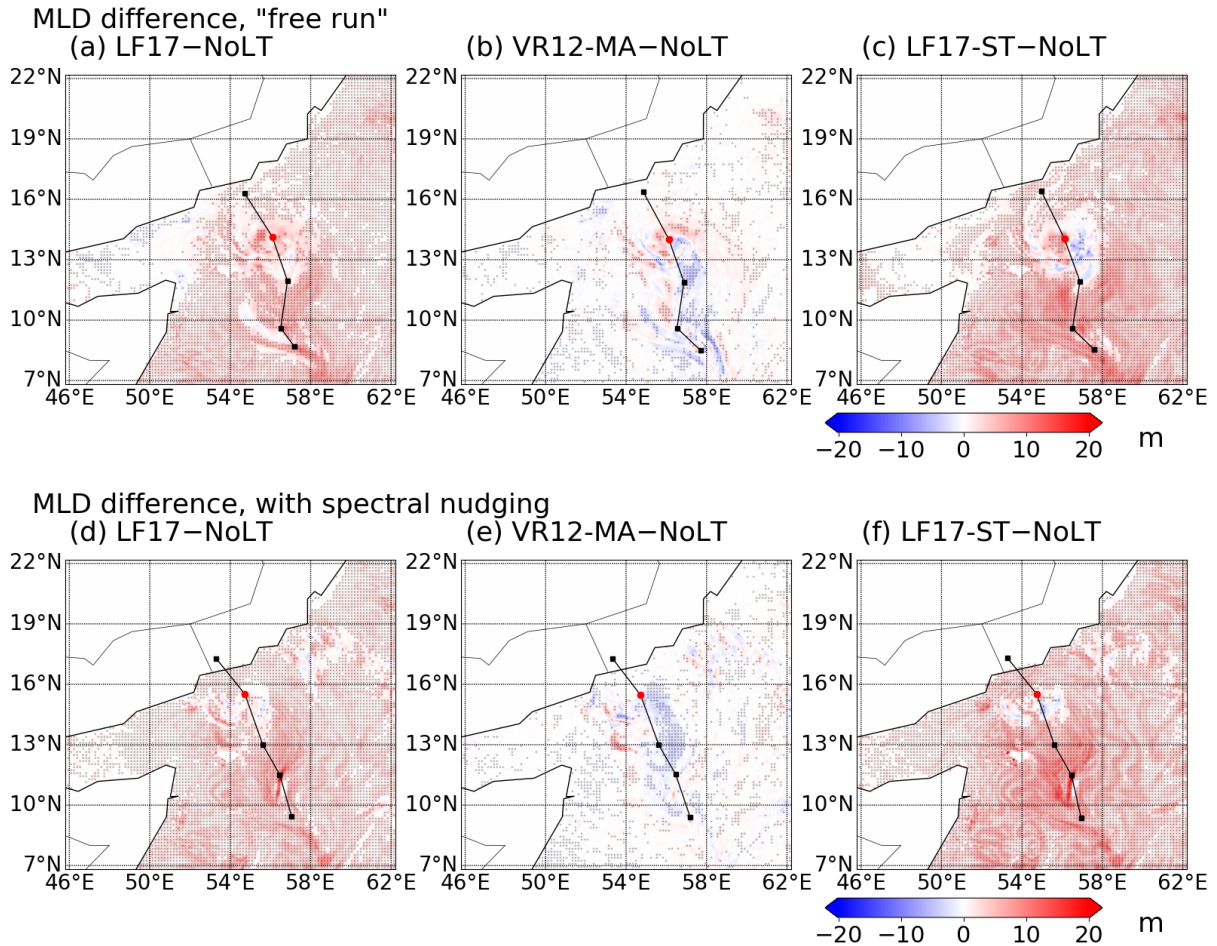 MLD difference, "free run"
(a) LF17−NoLT
(b) VR12-MA−NoLT
(c) LF17-ST−NoLT
22°N
22°N
22°N
19°N
19°N
19°N
16°N
16°N
16°N
13°N
13°N
13°N
10°N
10°N
10°N
7°N
7°N
7°N
46°E 50°E 54°E 58°E 62°E
46°E 50°E 54°E 58°E 62°E
46°E 50°E 54°E 58°E 62°E
−20 −10 0 10 20
m
MLD difference, with spectral nudging
(d) LF17−NoLT
(e) VR12-MA−NoLT
(f) LF17-ST−NoLT
22°N
22°N
22°N
19°N
19°N
19°N
16°N
16°N
16°N
13°N
13°N
13°N
10°N
10°N
10°N
7°N
7°N
7°N
46°E 50°E 54°E 58°E 62°E
46°E 50°E 54°E 58°E 62°E
46°E 50°E 54°E 58°E 62°E
−20 −10 0 10 20
m